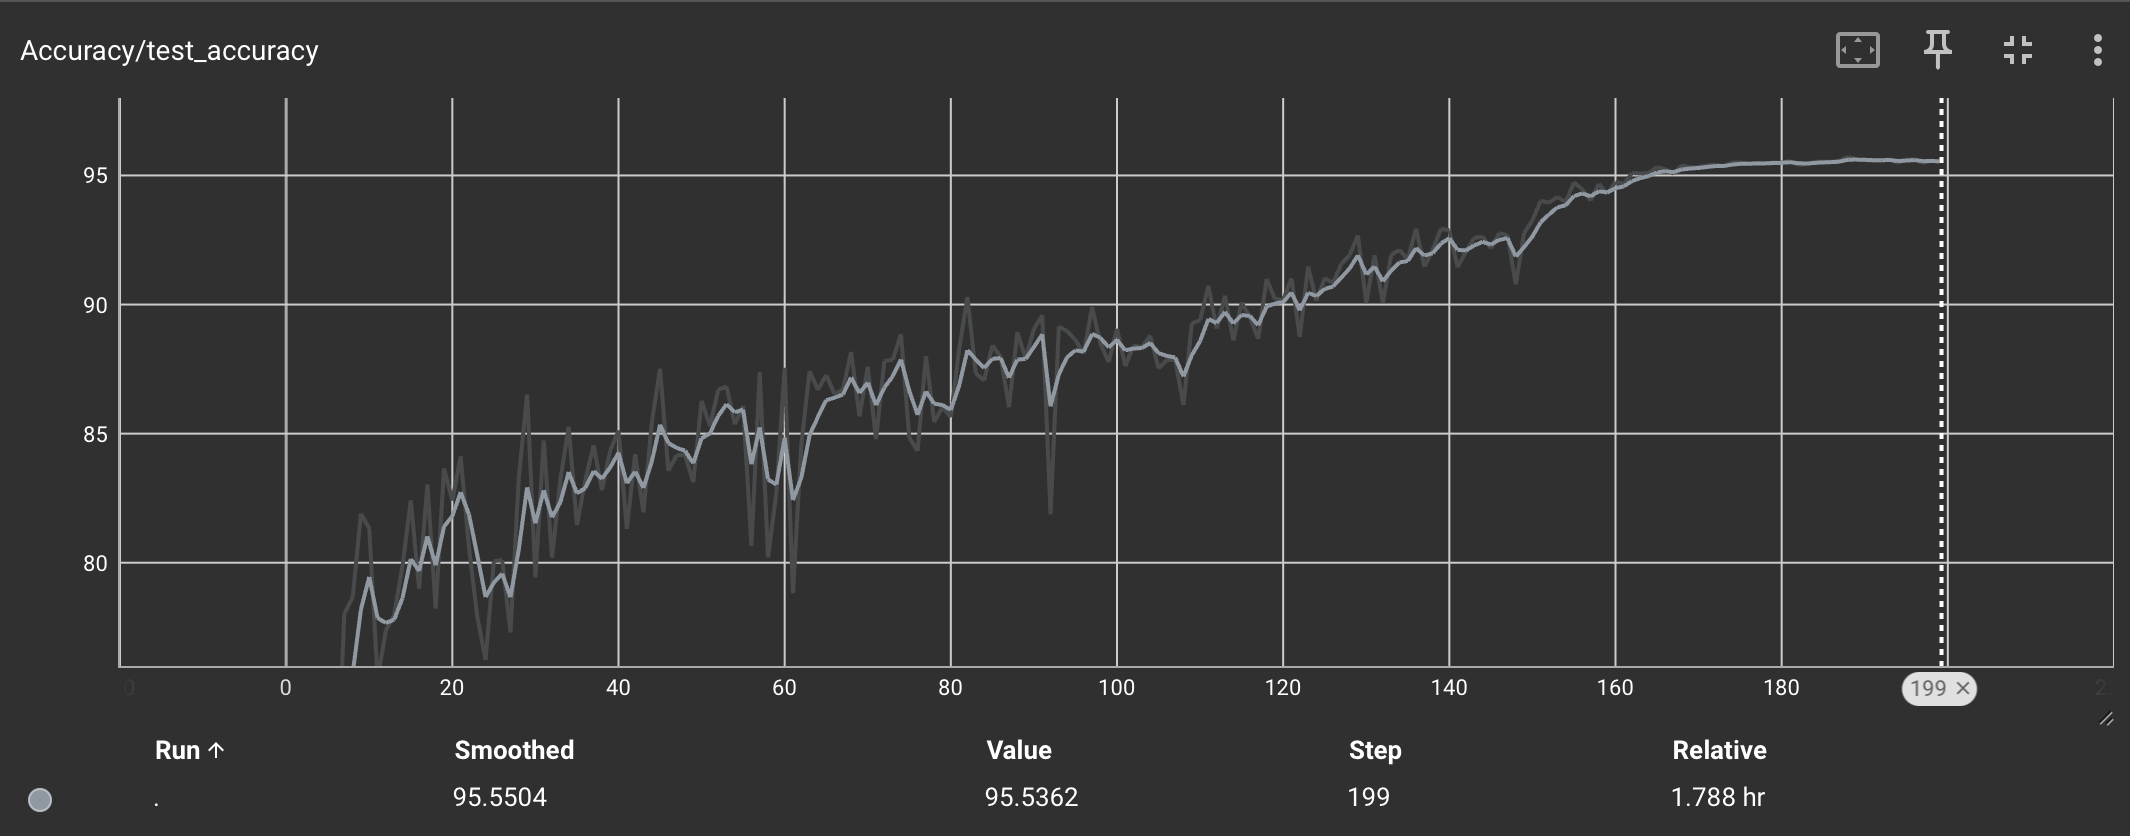 Accuracy/test_accuracy
95
90
85
80
0 0 20 40 60 80 100 120 140 160 180 199 ×
Run ↑ Smoothed Value Step Relative
. 95.5504 95.5362 199 1.788 hr